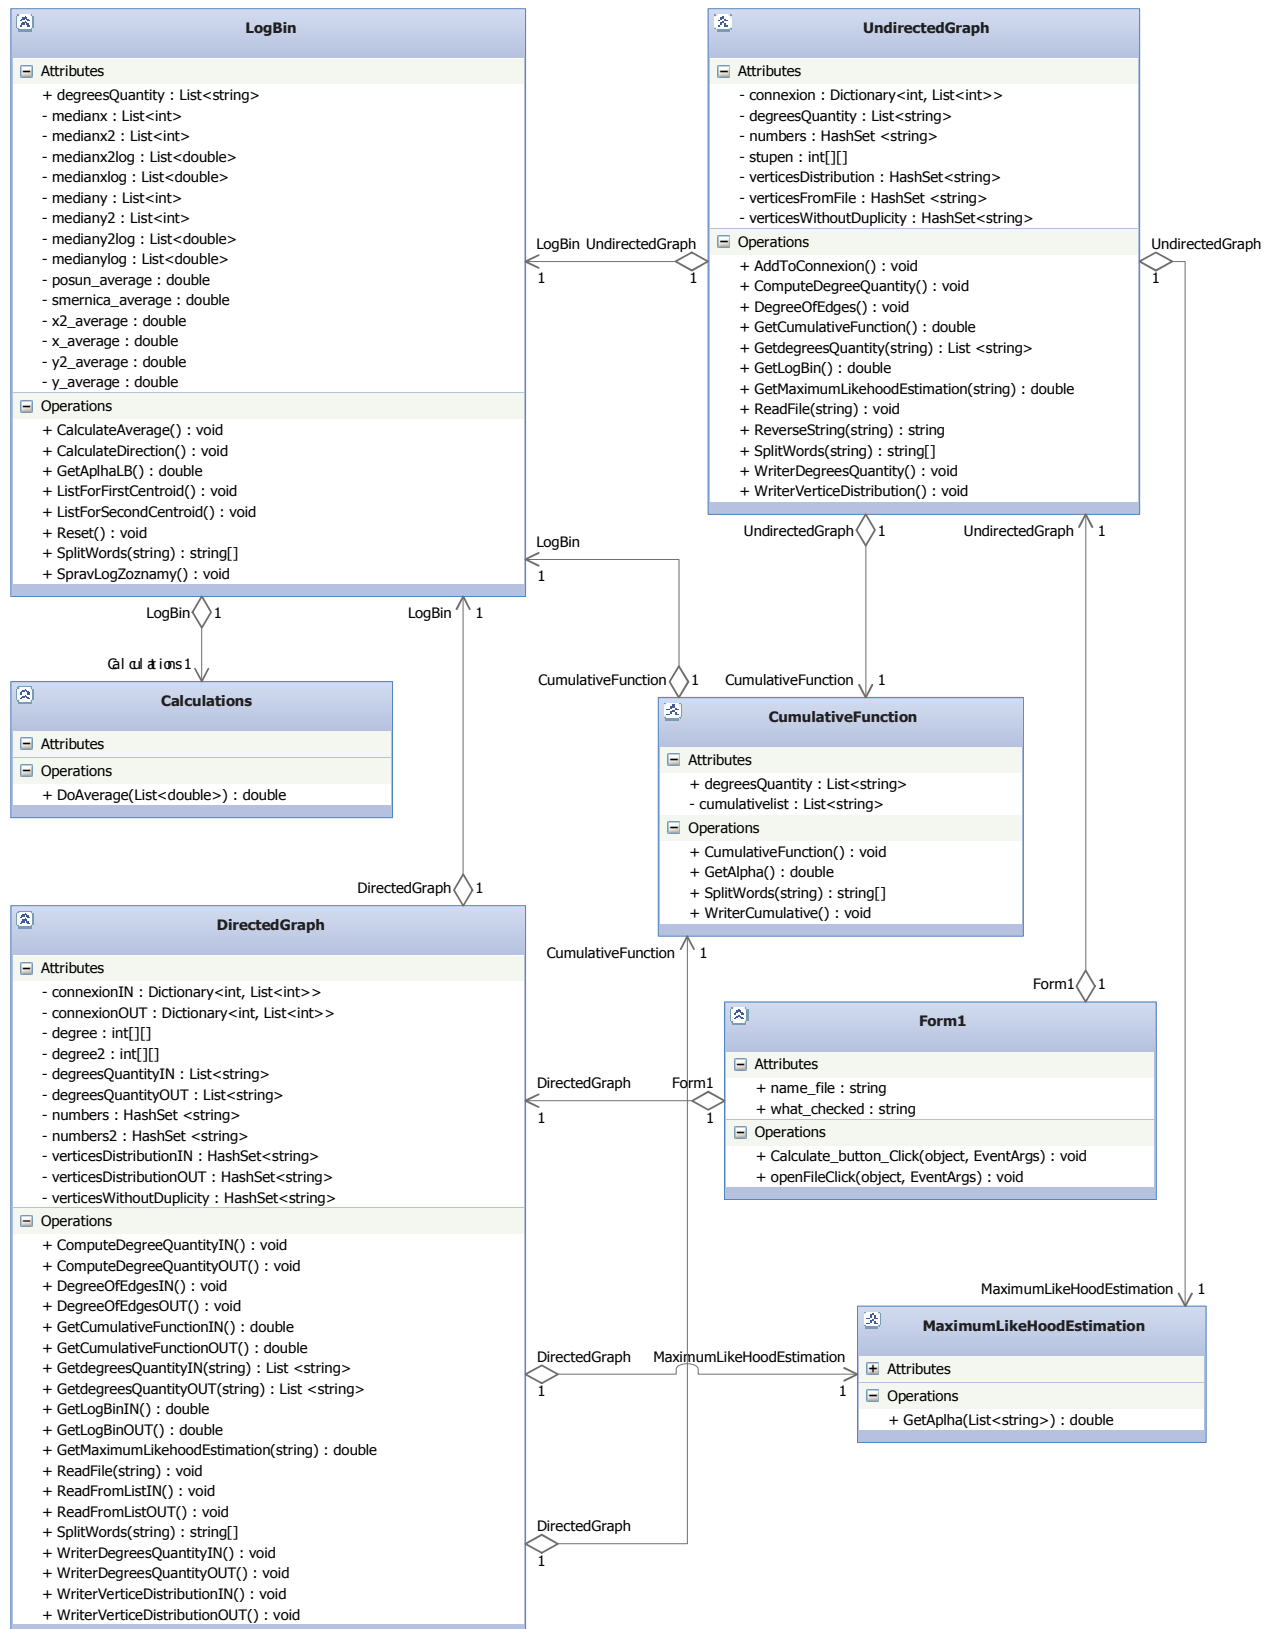 LogBin
Attributes
+ degreesQuantity : List<string>
- medianx : List<int>
- medianx2 : List<int>
- medianx2log : List<double>
- medianxlog : List<double>
- mediany : List<int>
- mediany2 : List<int>
- mediany2log : List<double>
- medianylog : List<double>
- posun_average : double
- smernica_average : double
- x2_average : double
- x_average : double
- y2_average : double
- y_average : double
Operations
+ CalculateAverage() : void
+ CalculateDirection() : void
+ GetAplhaLB() : double
+ ListForFirstCentroid() : void
+ ListForSecondCentroid() : void
+ Reset() : void
+ SplitWords(string) : string[]
+ SpravLogZoznamy() : void
UndirectedGraph
Attributes
- connexion : Dictionary<int, List<int>>
- degreesQuantity : List<string>
- numbers : HashSet <string>
- stupen : int[][]
- verticesDistribution : HashSet<string>
- verticesFromFile : HashSet <string>
- verticesWithoutDuplicity : HashSet<string>
Operations
+ AddToConnexion() : void
+ ComputeDegreeQuantity() : void
+ DegreeOfEdges() : void
+ GetCumulativeFunction() : double
+ GetdegreesQuantity(string) : List <string>
+ GetLogBin() : double
+ GetMaximumLikehoodEstimation(string) : double
+ ReadFile(string) : void
+ ReverseString(string) : string
+ SplitWords(string) : string[]
+ WriterDegreesQuantity() : void
+ WriterVerticeDistribution() : void
LogBin UndirectedGraph
1 1
UndirectedGraph
1
UndirectedGraph 1
UndirectedGraph 1
LogBin
1
LogBin 1
LogBin 1
Calculations 1
CumulativeFunction 1
CumulativeFunction 1
Calculations
Attributes
Operations
+ DoAverage(List<double>) : double
CumulativeFunction
Attributes
+ degreesQuantity : List<string>
- cumulativelist : List<string>
Operations
+ CumulativeFunction() : void
+ GetAlpha() : double
+ SplitWords(string) : string[]
+ WriterCumulative() : void
DirectedGraph 1
CumulativeFunction 1
Form1 1
DirectedGraph
Attributes
- connexionIN : Dictionary<int, List<int>>
- connexionOUT : Dictionary<int, List<int>>
- degree : int[][]
- degree2 : int[][]
- degreesQuantityIN : List<string>
- degreesQuantityOUT : List<string>
- numbers : HashSet <string>
- numbers2 : HashSet <string>
- verticesDistributionIN : HashSet<string>
- verticesDistributionOUT : HashSet<string>
- verticesWithoutDuplicity : HashSet<string>
Operations
+ ComputeDegreeQuantityIN() : void
+ ComputeDegreeQuantityOUT() : void
+ DegreeOfEdgesIN() : void
+ DegreeOfEdgesOUT() : void
+ GetCumulativeFunctionIN() : double
+ GetCumulativeFunctionOUT() : double
+ GetdegreesQuantityIN(string) : List <string>
+ GetdegreesQuantityOUT(string) : List <string>
+ GetLogBinIN() : double
+ GetLogBinOUT() : double
+ GetMaximumLikehoodEstimation(string) : double
+ ReadFile(string) : void
+ ReadFromListIN() : void
+ ReadFromListOUT() : void
+ SplitWords(string) : string[]
+ WriterDegreesQuantityIN() : void
+ WriterDegreesQuantityOUT() : void
+ WriterVerticeDistributionIN() : void
+ WriterVerticeDistributionOUT() : void
Form1
Attributes
+ name_file : string
+ what_checked : string
Operations
+ Calculate_button_Click(object, EventArgs) : void
+ openFileClick(object, EventArgs) : void
DirectedGraph Form1
1 1
MaximumLikeHoodEstimation 1
MaximumLikeHoodEstimation
Attributes
Operations
+ GetAplha(List<string>) : double
DirectedGraph MaximumLikeHoodEstimation
1 1
DirectedGraph
1